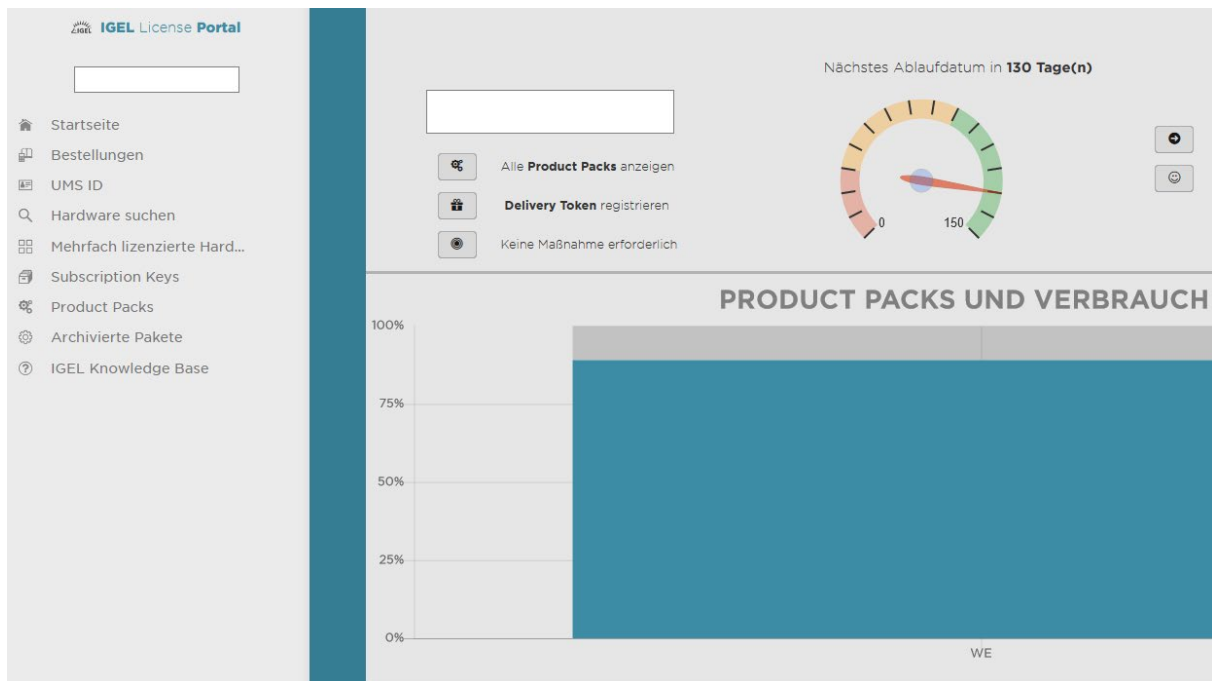 IGEL License Portal
Startseite
Bestellungen
UMS ID
Hardware suchen
Mehrfach lizenzierte Hard...
Subscription Keys
Product Packs
Archivierte Pakete
IGEL Knowledge Base
Alle Product Packs anzeigen
Delivery Token registrieren
Keine Maßnahme erforderlich
Nächstes Ablaufdatum in 130 Tage(n)
0
150
PRODUCT PACKS UND VERBRAUCH
100%
75%
50%
25%
0%
WE